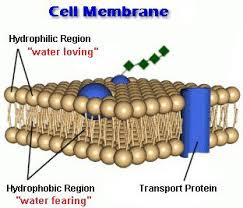 Cell Membrane
Hydrophilic Region
"water loving"
Hydrophobic Region
"water fearing"
Transport Protein